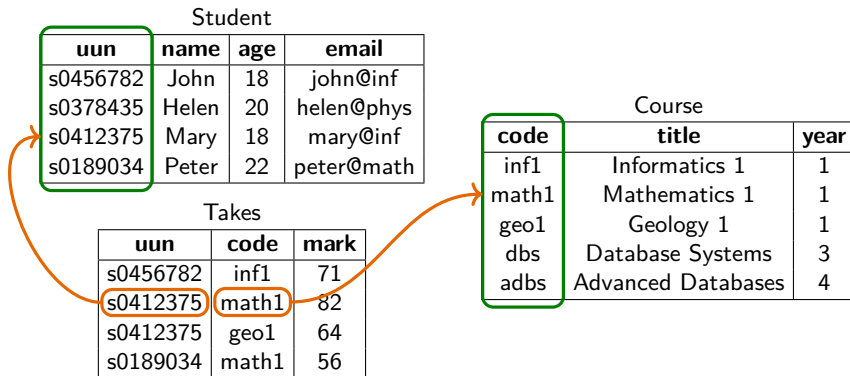 Student
uun name age email
s0456782 John 18 john@inf
s0378435 Helen 20 helen@phys
s0412375 Mary 18 mary@inf
s0189034 Peter 22 peter@math
Takes
uun code mark
s0456782 inf1 71
s0412375 math1 82
s0412375 geo1 64
s0189034 math1 56
Course
code title year
inf1 Informatics 1 1
math1 Mathematics 1 1
geo1 Geology 1 1
dbs Database Systems 3
adbs Advanced Databases 4